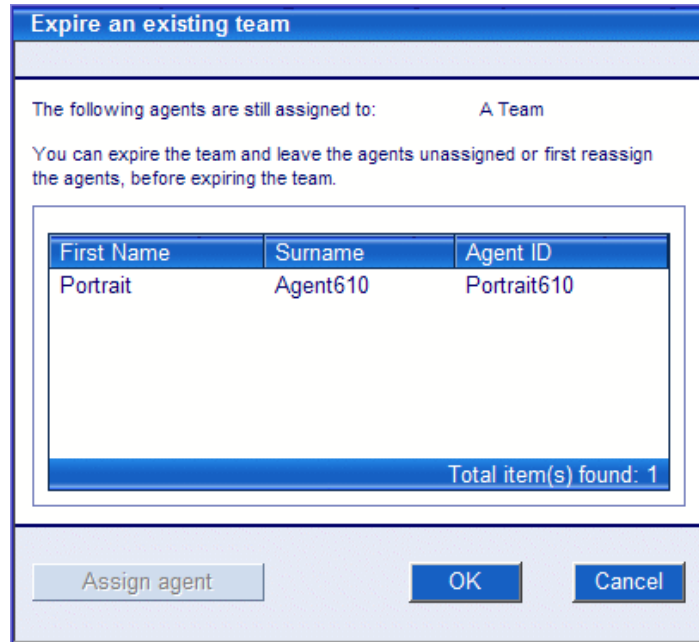 Expire an existing team
The following agents are still assigned to: A Team
You can expire the team and leave the agents unassigned or first reassign
the agents, before expiring the team.
First Name Surname Agent ID
Portrait Agent610 Portrait610
Total item(s) found: 1
Assign agent OK Cancel